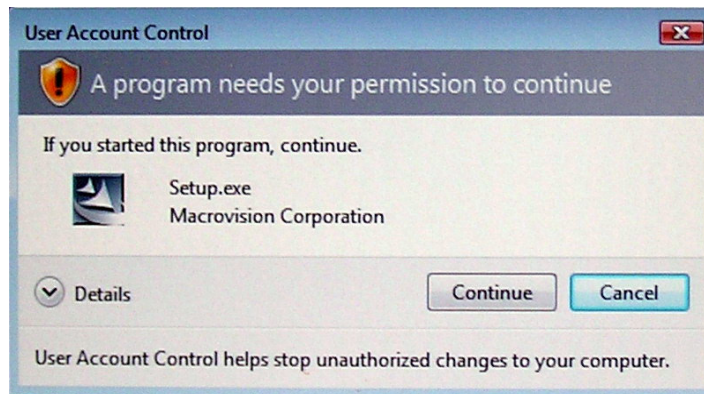 User Account Control
A program needs your permission to continue
If you started this program, continue.
Setup.exe
Macrovision Corporation
Details
Continue
Cancel
User Account Control helps stop unauthorized changes to your computer.